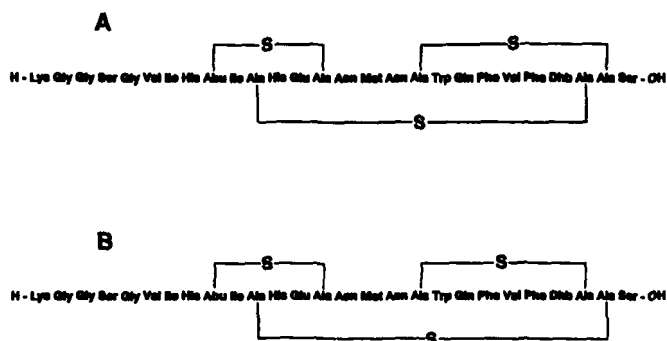 A
S S
H - Lys Gly Gly Ser Gly Val Ile His Abu Ile Ala His Glu Ala Asn Met Asn Ala Trp Gln Phe Val Phe Dhb Ala Ala Ser - OH
S
B
S S
H - Lys Gly Gly Ser Gly Val Ile His Abu Ile Ala His Glu Ala Asn Met Asn Ala Trp Gln Phe Val Phe Dhb Ala Ala Ser - OH
S